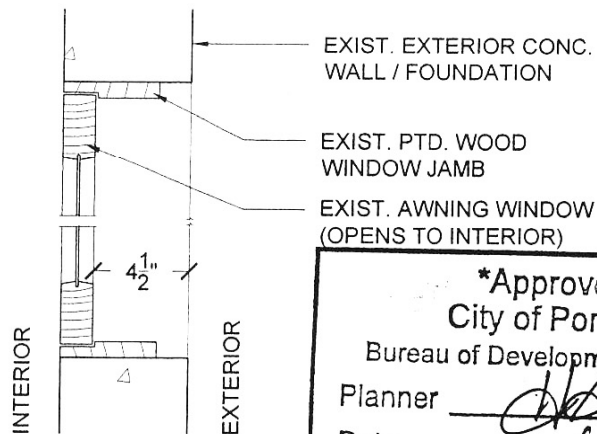 EXIST. EXTERIOR CONC.
WALL / FOUNDATION
EXIST. PTD. WOOD
WINDOW JAMB
EXIST. AWNING WINDOW
(OPENS TO INTERIOR)
4 1/2"
INTERIOR
EXTERIOR
*Approve
City of Por
Bureau of Developm
Planner